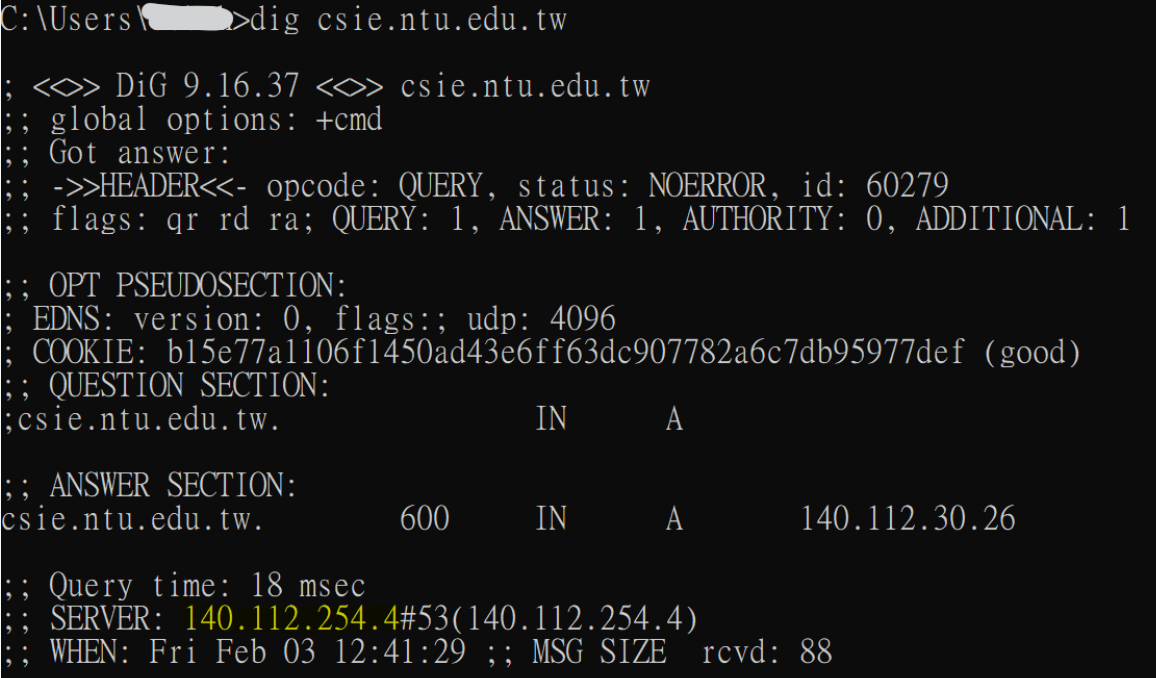 C:\Users\>dig csie.ntu.edu.tw
; <<>> DiG 9.16.37 <<>> csie.ntu.edu.tw
;; global options: +cmd
;; Got answer:
;; ->>HEADER<<- opcode: QUERY, status: NOERROR, id: 60279
;; flags: qr rd ra; QUERY: 1, ANSWER: 1, AUTHORITY: 0, ADDITIONAL: 1
;; OPT PSEUDOSECTION:
; EDNS: version: 0, flags:; udp: 4096
; COOKIE: b15e77a1106f1450ad43e6ff63dc907782a6c7db95977def (good)
;; QUESTION SECTION:
;csie.ntu.edu.tw. IN A
;; ANSWER SECTION:
csie.ntu.edu.tw. 600 IN A 140.112.30.26
;; Query time: 18 msec
;; SERVER: 140.112.254.4#53(140.112.254.4)
;; WHEN: Fri Feb 03 12:41:29 ;; MSG SIZE rcvd: 88